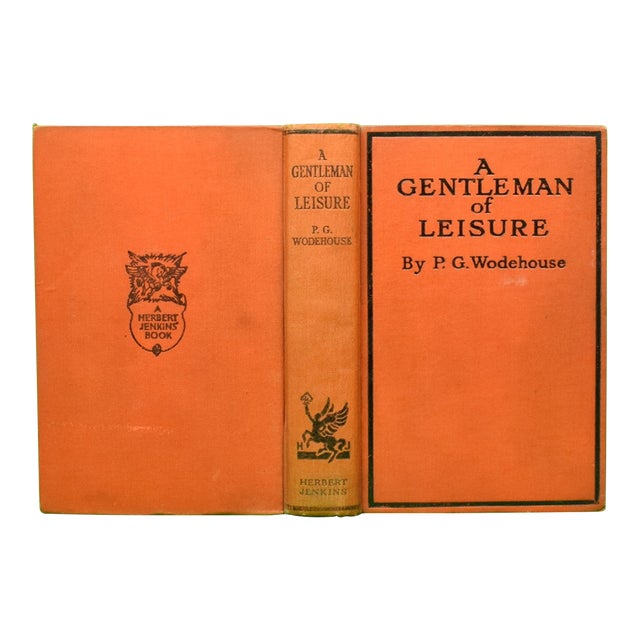 A
HERBERT
JENKINS'
BOOK
A
GENTLEMAN
OF
LEISURE
P. G.
WODEHOUSE
H J
HERBERT
JENKINS
A
GENTLEMAN
of
LEISURE
By P. G. Wodehouse